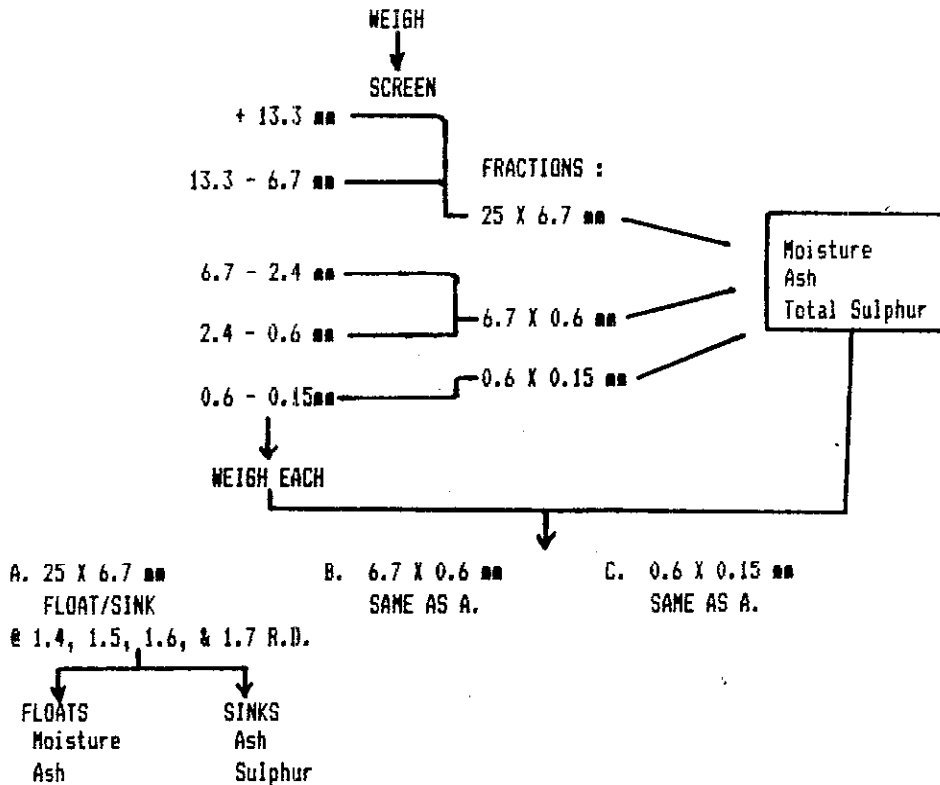 WEIGH
SCREEN
+ 13.3 mm
13.3 - 6.7 mm
FRACTIONS :
25 X 6.7 mm
6.7 - 2.4 mm
6.7 X 0.6 mm
2.4 - 0.6 mm
0.6 X 0.15 mm
0.6 - 0.15mm
Moisture
Ash
Total Sulphur
WEIGH EACH
A. 25 X 6.7 mm
FLOAT/SINK
@ 1.4, 1.5, 1.6, & 1.7 R.D.
B. 6.7 X 0.6 mm
SAME AS A.
C. 0.6 X 0.15 mm
SAME AS A.
FLOATS
Moisture
Ash
SINKS
Ash
Sulphur